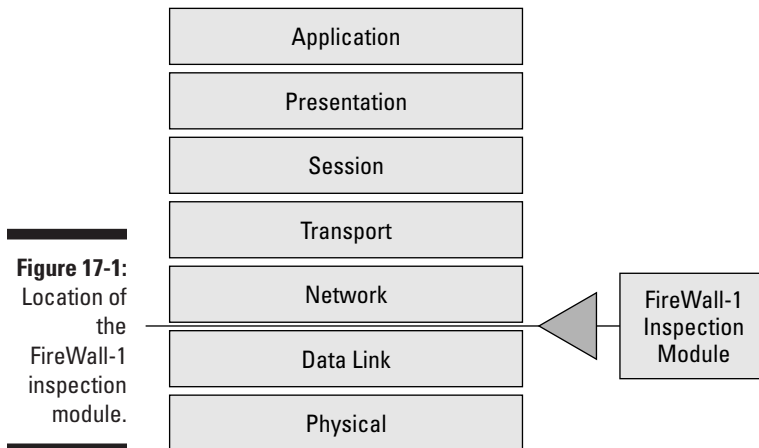 Application
Presentation
Session
Transport
Network
Data Link
Physical
FireWall-1
Inspection
Module
Figure 17-1:
Location of
the
FireWall-1
inspection
module.